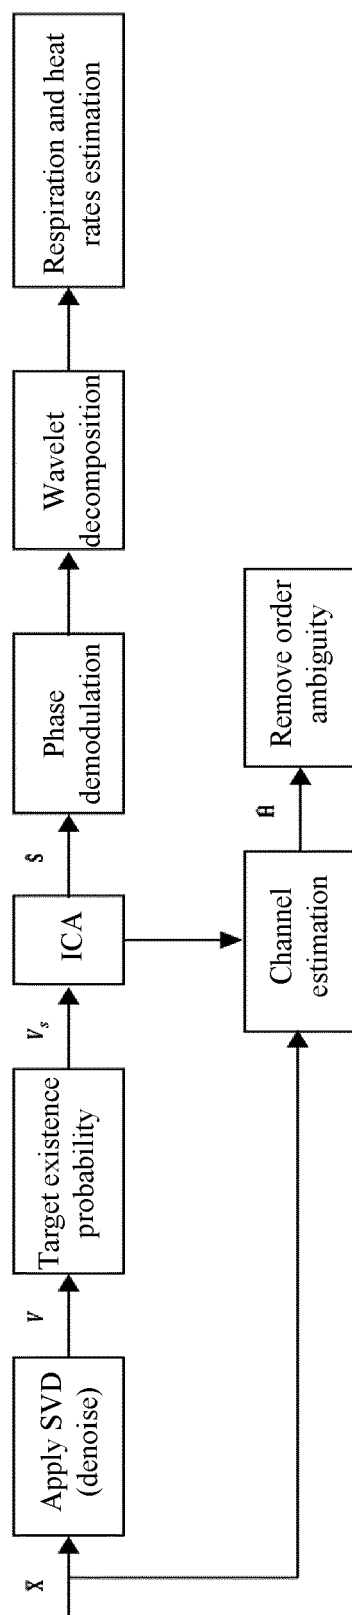 X
Apply SVD
(denoise)
V
Target existence
probability
Vₛ
ICA
Ŝ
Phase
demodulation
Wavelet
decomposition
Respiration and heat
rates estimation
Channel
estimation
Ĥ
Remove order
ambiguity